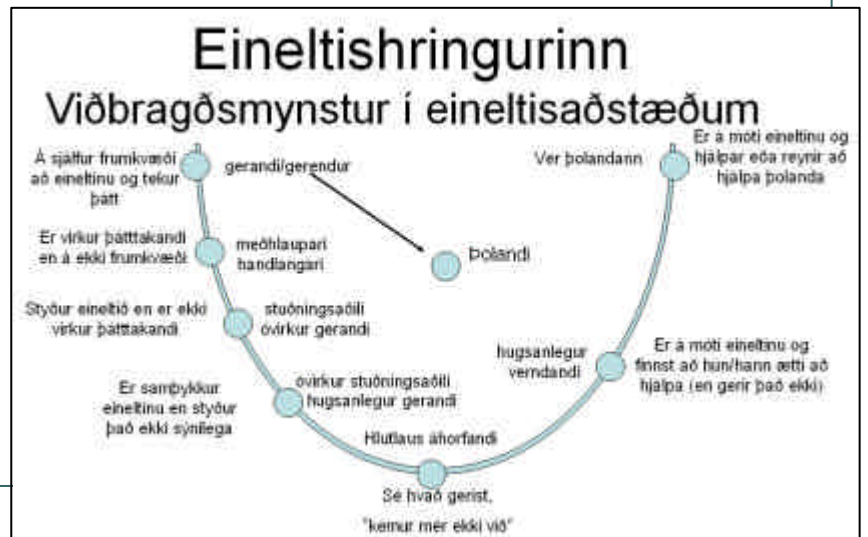 Eineltishringurinn
Viðbragðsmynstur í eineltisaðstæðum
Á sjálfur frumkvæði
að eineltinu og tekur
þátt
gerandi/gerendur
Ver þolandann
Er á móti eineltinu og
hjálpar eða reynir að
hjálpa þolanda
Er virkur þátttakandi
en á ekki frumkvæði
meðhlaupari
handlangari
Þolandi
Styður eineltið en er ekki
virkur þátttakandi
stuðningsaðili
óvirkur gerandi
hugsanlegur
verndandi
Er á móti eineltinu og
finnst að hún/hann ætti að
hjálpa (en gerir það ekki)
Er samþykkur
eineltinu en styður
það ekki sýnilega
óvirkur stuðningsaðili
hugsanlegur gerandi
Hlutlaus áhorfandi
Sé hvað gerist,
"kemur mér ekki við"